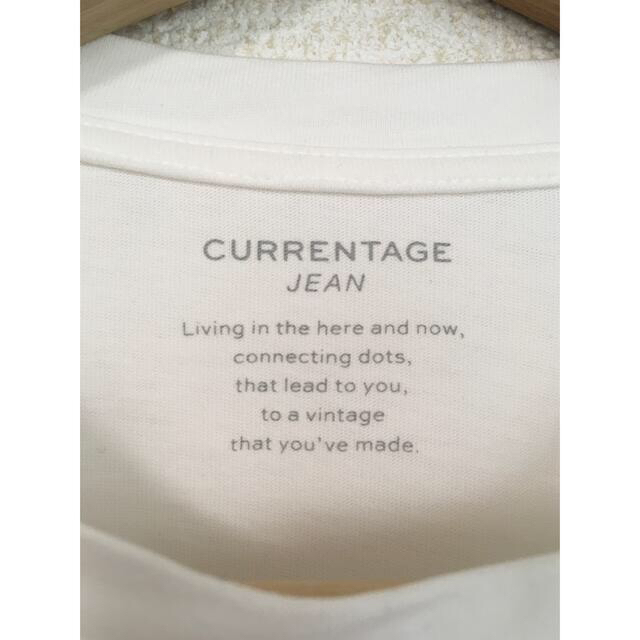 CURRENTAGE
JEAN
Living in the here and now,
connecting dots,
that lead to you,
to a vintage
that you've made.